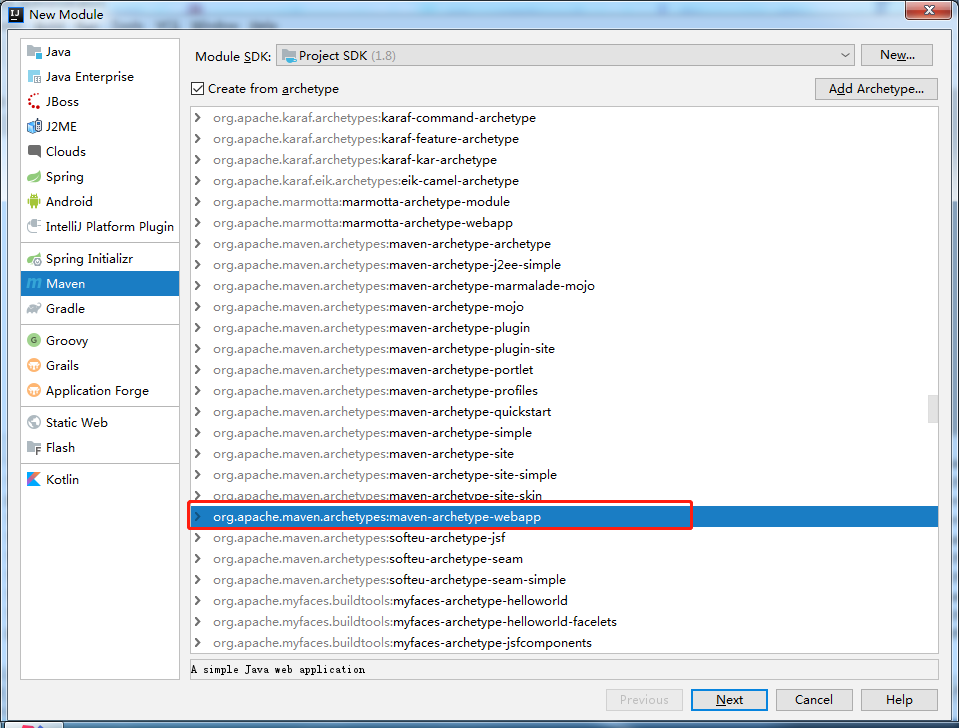 New Module
Java
Java Enterprise
JBoss
J2ME
Clouds
Spring
Android
IntelliJ Platform Plugin
Spring Initializr
Maven
Gradle
Groovy
Grails
Application Forge
Static Web
Flash
Kotlin
Module SDK: Project SDK (1.8) New...
Create from archetype Add Archetype...
org.apache.karaf.archetypes:karaf-command-archetype
org.apache.karaf.archetypes:karaf-feature-archetype
org.apache.karaf.archetypes:karaf-kar-archetype
org.apache.karaf.eik.archetypes:eik-camel-archetype
org.apache.marmotta:marmotta-archetype-module
org.apache.marmotta:marmotta-archetype-webapp
org.apache.maven.archetypes:maven-archetype-archetype
org.apache.maven.archetypes:maven-archetype-j2ee-simple
org.apache.maven.archetypes:maven-archetype-marmalade-mojo
org.apache.maven.archetypes:maven-archetype-mojo
org.apache.maven.archetypes:maven-archetype-plugin
org.apache.maven.archetypes:maven-archetype-plugin-site
org.apache.maven.archetypes:maven-archetype-portlet
org.apache.maven.archetypes:maven-archetype-profiles
org.apache.maven.archetypes:maven-archetype-quickstart
org.apache.maven.archetypes:maven-archetype-simple
org.apache.maven.archetypes:maven-archetype-site
org.apache.maven.archetypes:maven-archetype-site-simple
org.apache.maven.archetypes:maven-archetype-site-skin
org.apache.maven.archetypes:maven-archetype-webapp
org.apache.maven.archetypes:softeu-archetype-jsf
org.apache.maven.archetypes:softeu-archetype-seam
org.apache.maven.archetypes:softeu-archetype-seam-simple
org.apache.myfaces.buildtools:myfaces-archetype-helloworld
org.apache.myfaces.buildtools:myfaces-archetype-helloworld-facelets
org.apache.myfaces.buildtools:myfaces-archetype-jsfcomponents
A simple Java web application
Previous Next Cancel Help